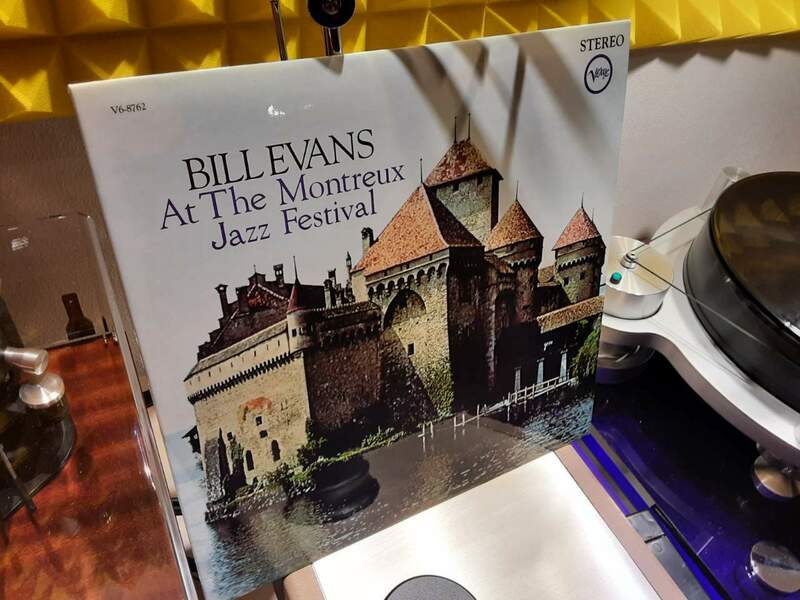 STEREO
Verve
V6-8762
BILL EVANS
At The Montreux
Jazz Festival